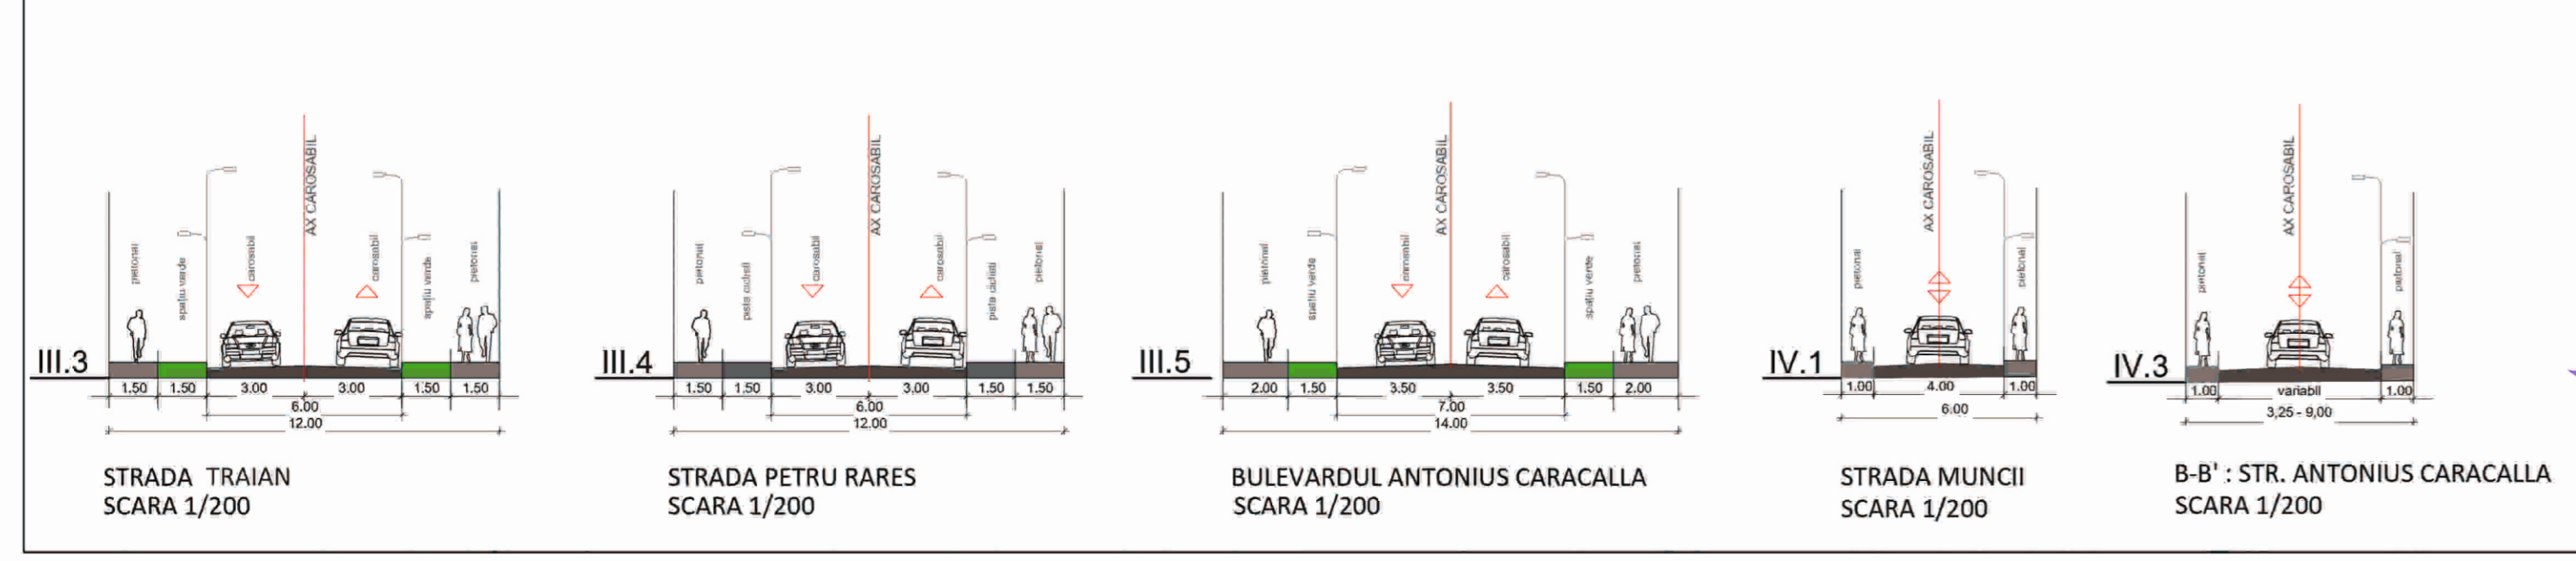 III.3
AX CAROSABIL
pietonal
spațiu verde
carosabil
carosabil
spațiu verde
pietonal
1.50 1.50 3.00 3.00 1.50 1.50
6.00
12.00
STRADA TRAIAN
SCARA 1/200
III.4
AX CAROSABIL
pietonal
pista ciclisti
carosabil
carosabil
pista ciclisti
pietonal
1.50 1.50 3.00 3.00 1.50 1.50
6.00
12.00
STRADA PETRU RARES
SCARA 1/200
III.5
AX CAROSABIL
pietonal
spațiu verde
carosabil
carosabil
spațiu verde
pietonal
2.00 1.50 3.50 3.50 1.50 2.00
7.00
14.00
BULEVARDUL ANTONIUS CARACALLA
SCARA 1/200
IV.1
AX CAROSABIL
pietonal
pietonal
1.00 4.00 1.00
6.00
STRADA MUNCII
SCARA 1/200
IV.3
AX CAROSABIL
pietonal
pietonal
1.00 variabil 1.00
3,25 - 9,00
B-B' : STR. ANTONIUS CARACALLA
SCARA 1/200